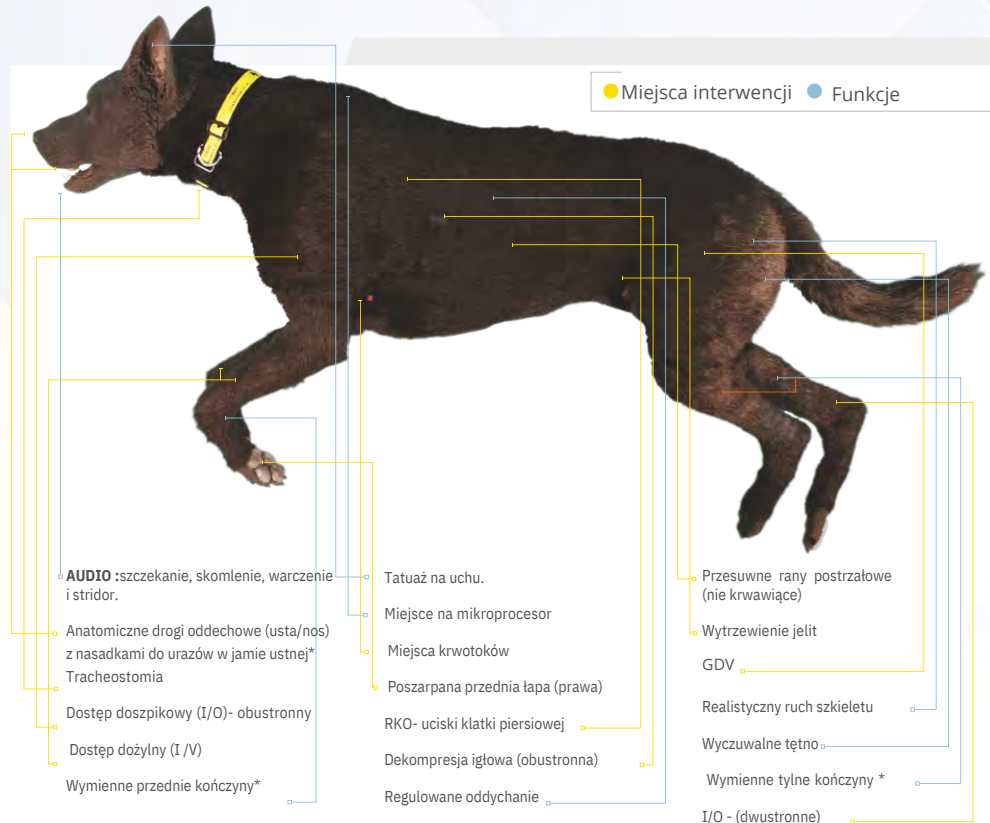 Miejsca interwencji
Funkcje
AUDIO :szczekanie, skomlenie, warczenie
i stridor.
Anatomiczne drogi oddechowe (usta/nos)
z nasadkami do urazów w jamie ustnej*
Tracheostomia
Dostęp doszpikowy (I/O)- obustronny
Dostęp dożylny (I /V)
Wymienne przednie kończyny*
Tatuaż na uchu.
Miejsce na mikroprocesor
Miejsca krwotoków
Poszarpana przednia łapa (prawa)
RKO- uciski klatki piersiowej
Dekompresja igłowa (obustronna)
Regulowane oddychanie
Przesuwne rany postrzałowe
(nie krwawiące)
Wytrzewienie jelit
GDV
Realistyczny ruch szkieletu
Wyczuwalne tętno
Wymienne tylne kończyny *
I/O - (dwustronne)